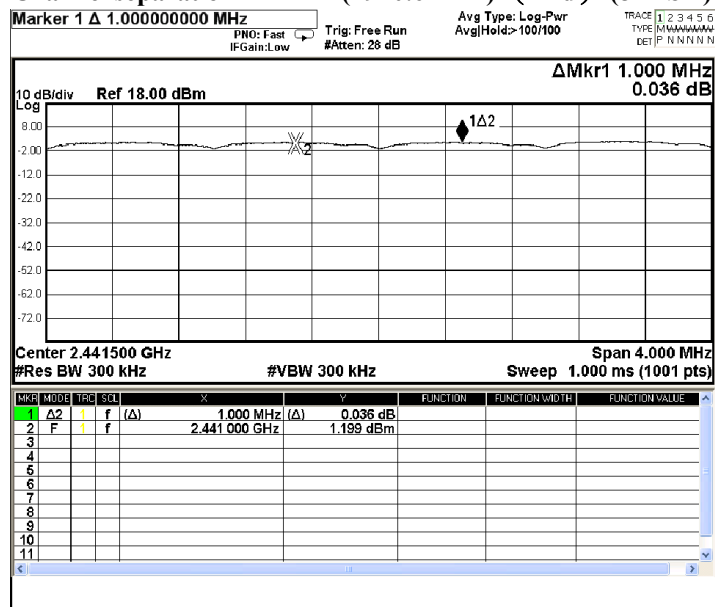 Marker 1 Δ 1.000000000 MHz
PNO: Fast
IFGain:Low
Trig: Free Run
#Atten: 28 dB
Avg Type: Log-Pwr
Avg|Hold:>100/100
TRACE 1 2 3 4 5 6
TYPE M
DET P N N N N N
ΔMkr1 1.000 MHz
0.036 dB
10 dB/div Ref 18.00 dBm
Log
8.00
-2.00
-12.0
-22.0
-32.0
-42.0
-52.0
-62.0
-72.0
1Δ2
2
Center 2.441500 GHz
Span 4.000 MHz
#Res BW 300 kHz #VBW 300 kHz Sweep 1.000 ms (1001 pts)
MKR MODE TRC SCL X Y FUNCTION FUNCTION WIDTH FUNCTION VALUE
1 Δ2 1 f (Δ) 1.000 MHz (Δ) 0.036 dB
2 F 1 f 2.441 000 GHz 1.199 dBm
3
4
5
6
7
8
9
10
11